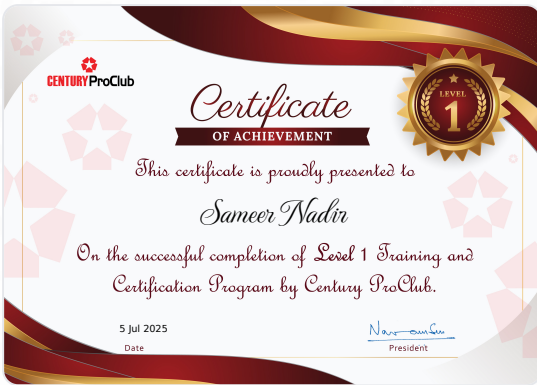 CENTURY ProClub
LEVEL
1
Certificate
OF ACHIEVEMENT
This certificate is proudly presented to
Sameer Nadir
On the successful completion of Level 1 Training and
Certification Program by Century ProClub.
5 Jul 2025
Date
President